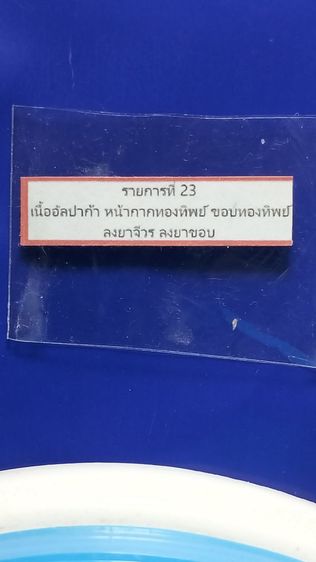 รายการที่ 23
เนื้ออัลปาก้า หน้ากากทองทิพย์ ขอบทองทิพย์
ลงยาจีวร ลงยาขอบ